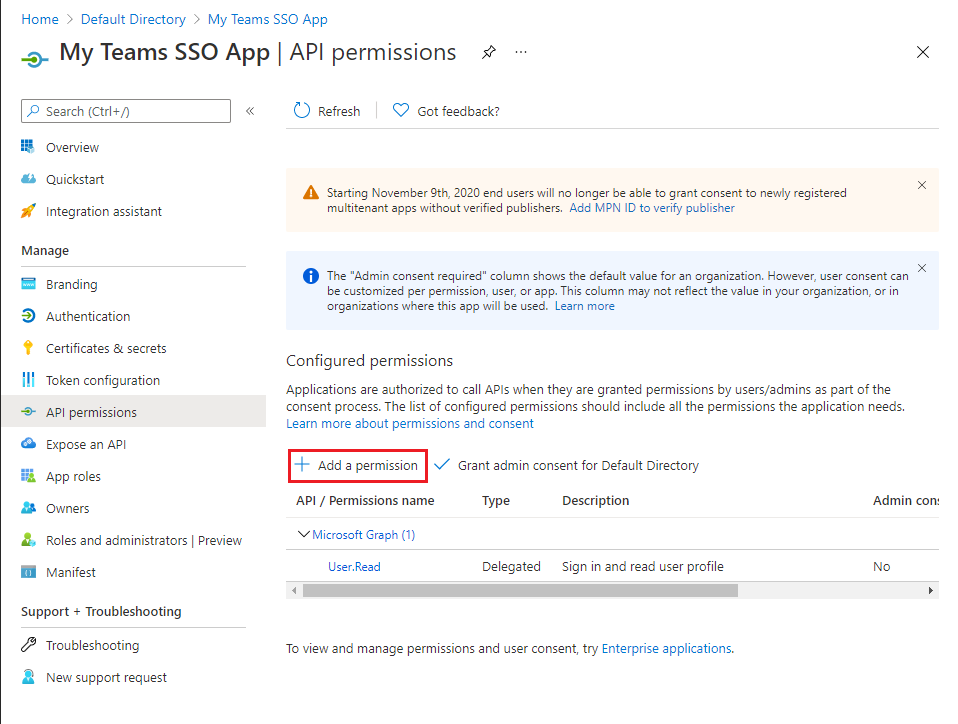 Home > Default Directory > My Teams SSO App
My Teams SSO App | API permissions
Search (Ctrl+/)
Overview
Quickstart
Integration assistant
Manage
Branding
Authentication
Certificates & secrets
Token configuration
API permissions
Expose an API
App roles
Owners
Roles and administrators | Preview
Manifest
Support + Troubleshooting
Troubleshooting
New support request
Refresh
Got feedback?
Starting November 9th, 2020 end users will no longer be able to grant consent to newly registered
multitenant apps without verified publishers. Add MPN ID to verify publisher
The "Admin consent required" column shows the default value for an organization. However, user consent can
be customized per permission, user, or app. This column may not reflect the value in your organization, or in
organizations where this app will be used. Learn more
Configured permissions
Applications are authorized to call APIs when they are granted permissions by users/admins as part of the
consent process. The list of configured permissions should include all the permissions the application needs.
Learn more about permissions and consent
Add a permission
Grant admin consent for Default Directory
API / Permissions name Type Description Admin cons
Microsoft Graph (1)
User.Read Delegated Sign in and read user profile No
To view and manage permissions and user consent, try Enterprise applications.